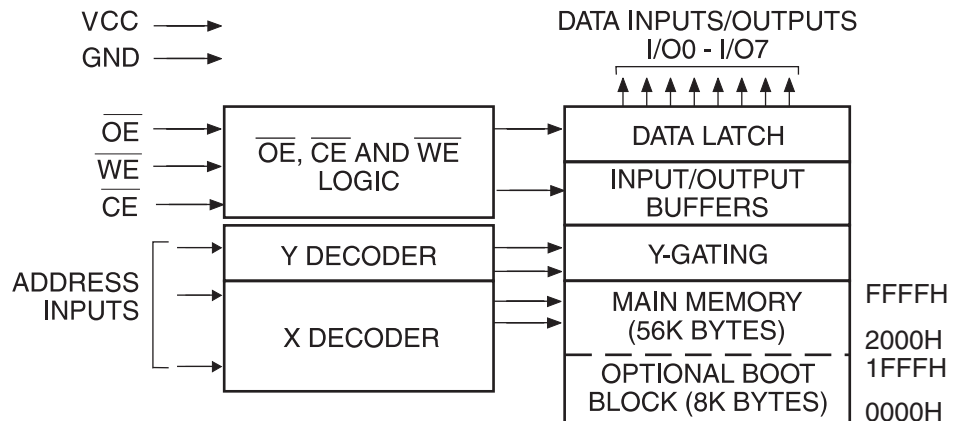 VCC
GND
DATA INPUTS/OUTPUTS
I/O0 - I/O7
OE
WE
CE
OE, CE AND WE
LOGIC
DATA LATCH
INPUT/OUTPUT
BUFFERS
ADDRESS
INPUTS
Y DECODER
Y-GATING
X DECODER
MAIN MEMORY
(56K BYTES)
OPTIONAL BOOT
BLOCK (8K BYTES)
FFFFH
2000H
1FFFH
0000H